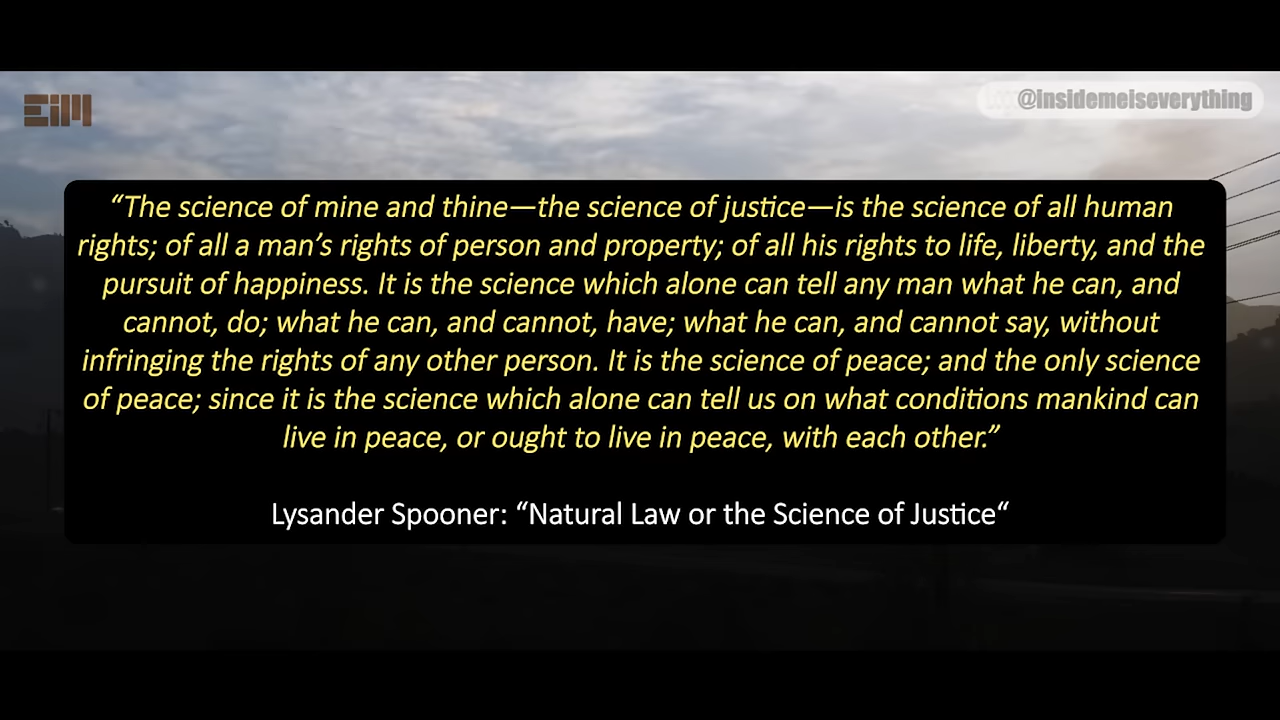 EiM
@Insidemeiseverything
“The science of mine and thine—the science of justice—is the science of all human
rights; of all a man’s rights of person and property; of all his rights to life, liberty, and the
pursuit of happiness. It is the science which alone can tell any man what he can, and
cannot, do; what he can, and cannot, have; what he can, and cannot say, without
infringing the rights of any other person. It is the science of peace; and the only science
of peace; since it is the science which alone can tell us on what conditions mankind can
live in peace, or ought to live in peace, with each other.”
Lysander Spooner: “Natural Law or the Science of Justice“